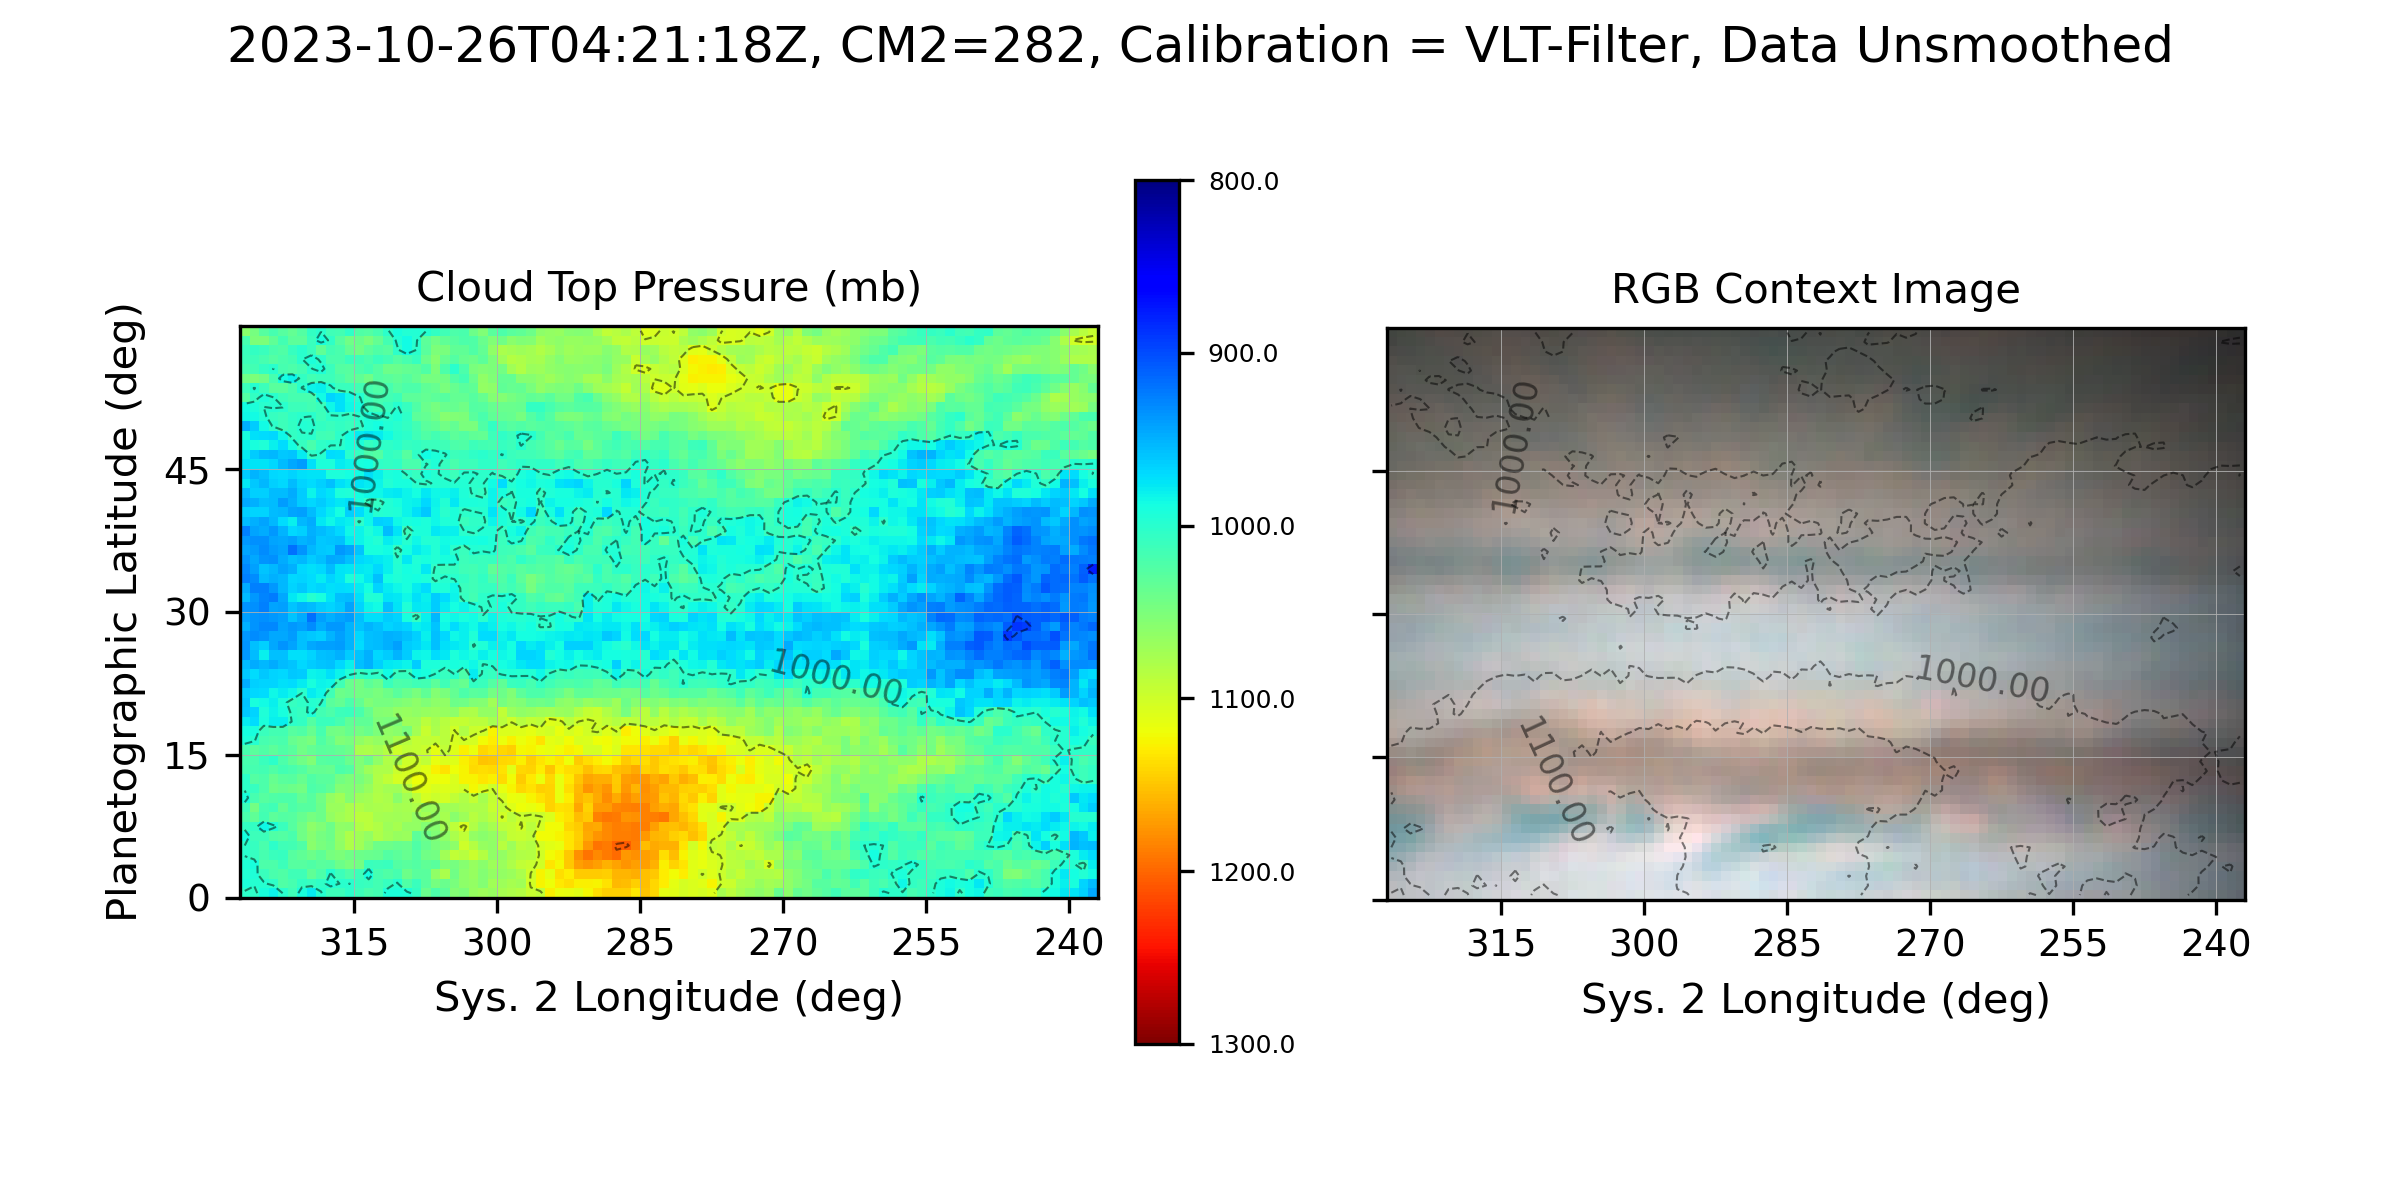 2023-10-26T04:21:18Z, CM2=282, Calibration = VLT-Filter, Data Unsmoothed
Cloud Top Pressure (mb)
Planetographic Latitude (deg)
45
30
15
0
1000.00
1000.00
1100.00
315 300 285 270 255 240
Sys. 2 Longitude (deg)
800.0
900.0
1000.0
1100.0
1200.0
1300.0
RGB Context Image
1000.00
1000.00
1100.00
315 300 285 270 255 240
Sys. 2 Longitude (deg)